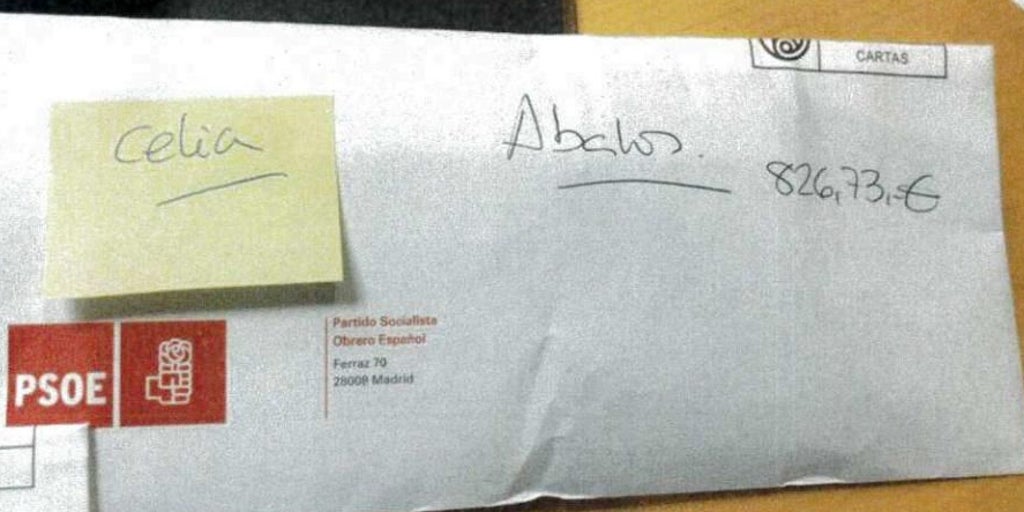 CARTAS
Celia
Abalos.
826,73,-€
PSOE
Partido Socialista
Obrero Español
Ferraz 70
28008 Madrid